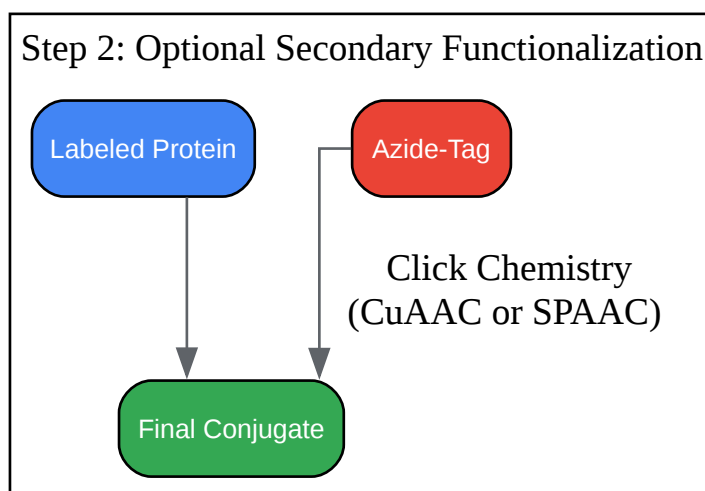 Step 2: Optional Secondary Functionalization
Labeled Protein
Azide-Tag
Click Chemistry
(CuAAC or SPAAC)
Final Conjugate